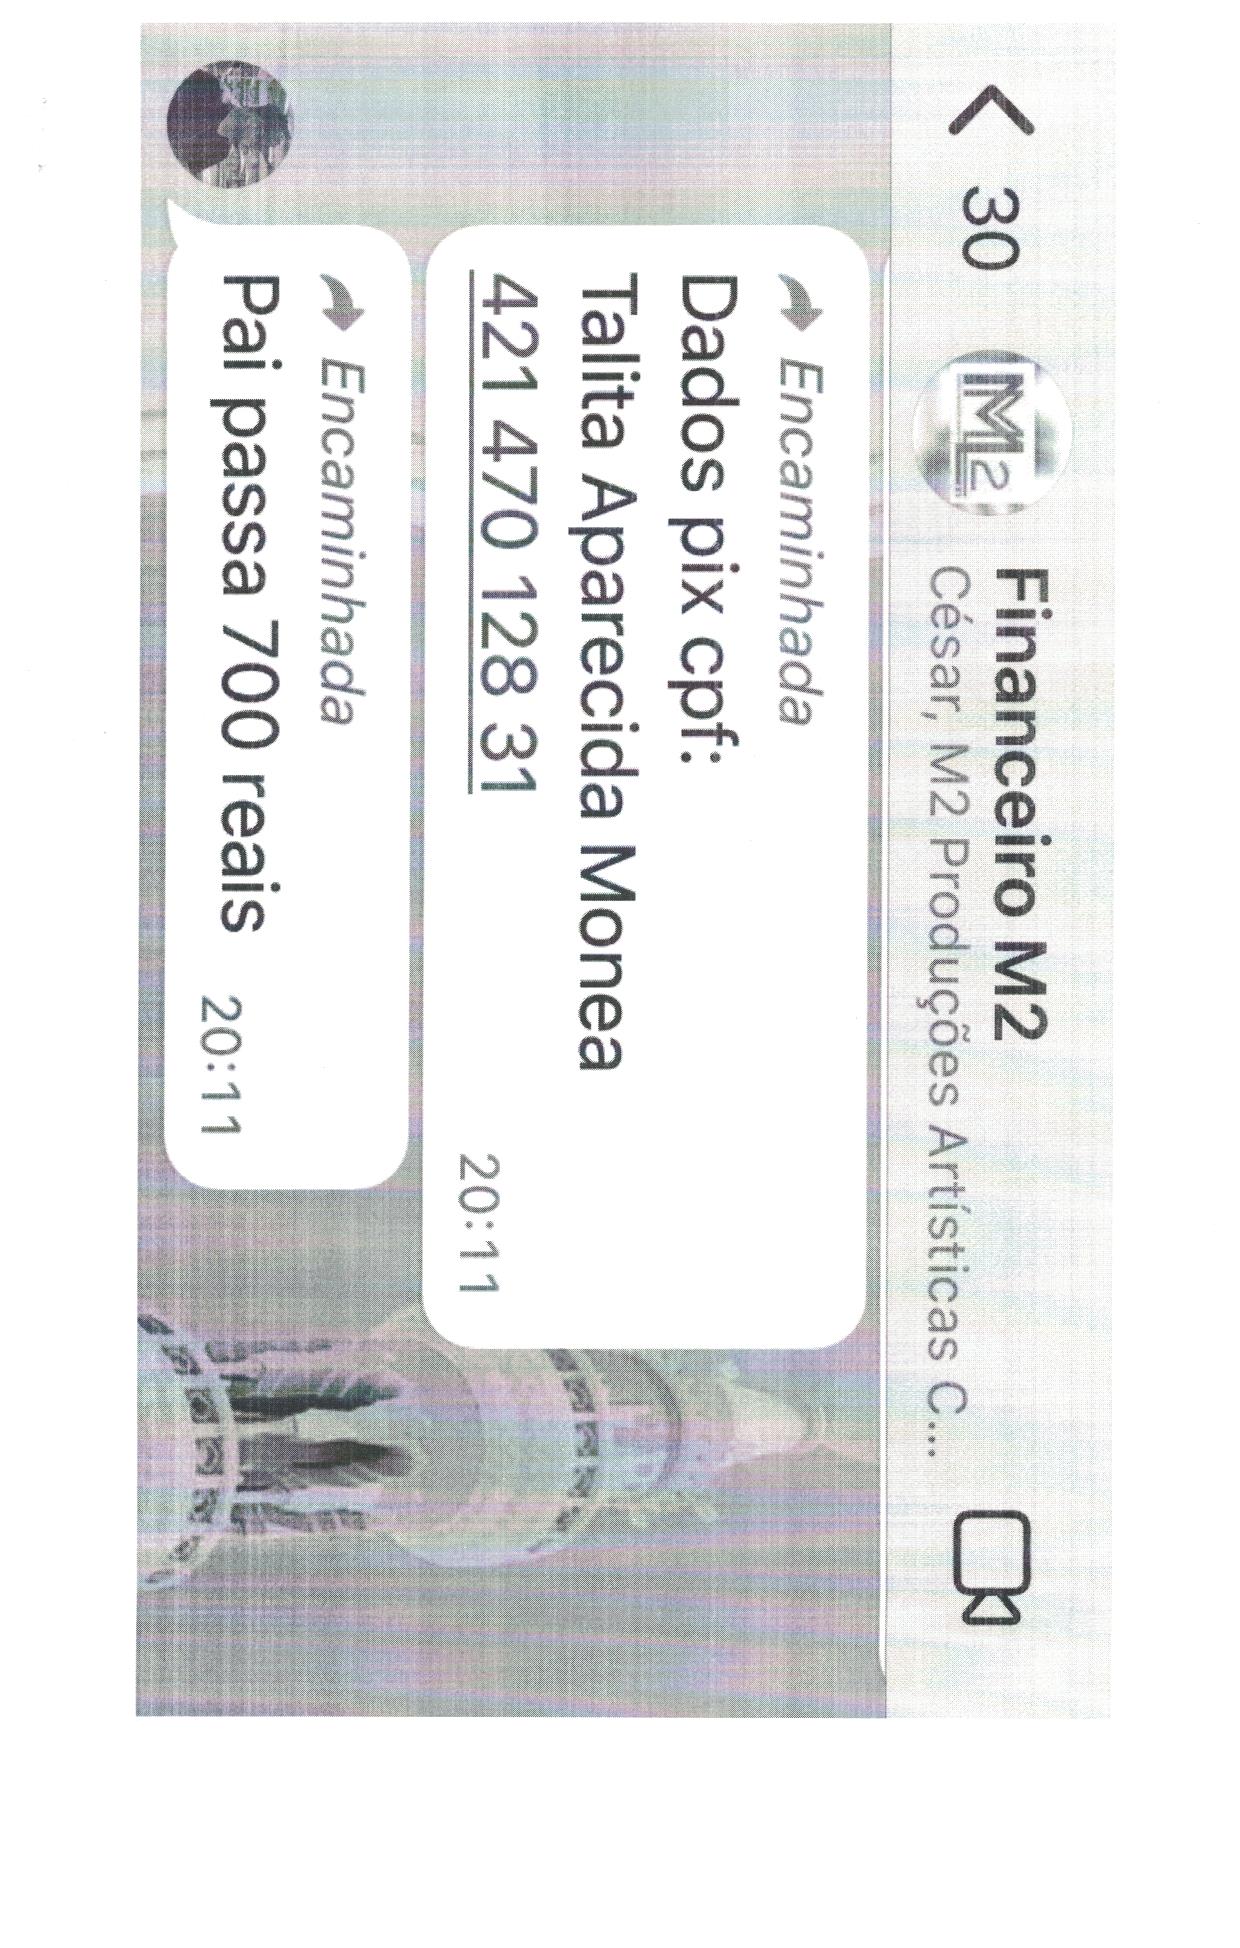 30
M2
Financeiro M2
César, M2 Produções Artísticas C...
Encaminhada
Dados pix cpf:
Talita Aparecida Monea
421 470 128 31
20:11
Encaminhada
Pai passa 700 reais
20:11